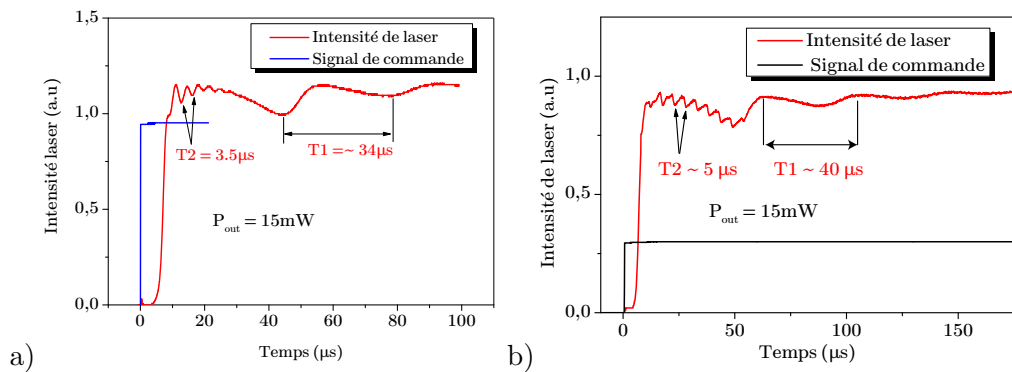 1,5
1,0
0,5
0,0
Intensité laser (a.u)
Intensité de laser
Signal de commande
T2 = 3.5µs
T1 =~ 34µs
P_out = 15mW
0 20 40 60 80 100
Temps (µs)
a)
1,0
0,5
0,0
Intensité de laser (a.u)
Intensité de laser
Signal de commande
T2 ~ 5 µs
T1 ~ 40 µs
P_out = 15mW
0 50 100 150
Temps (µs)
b)